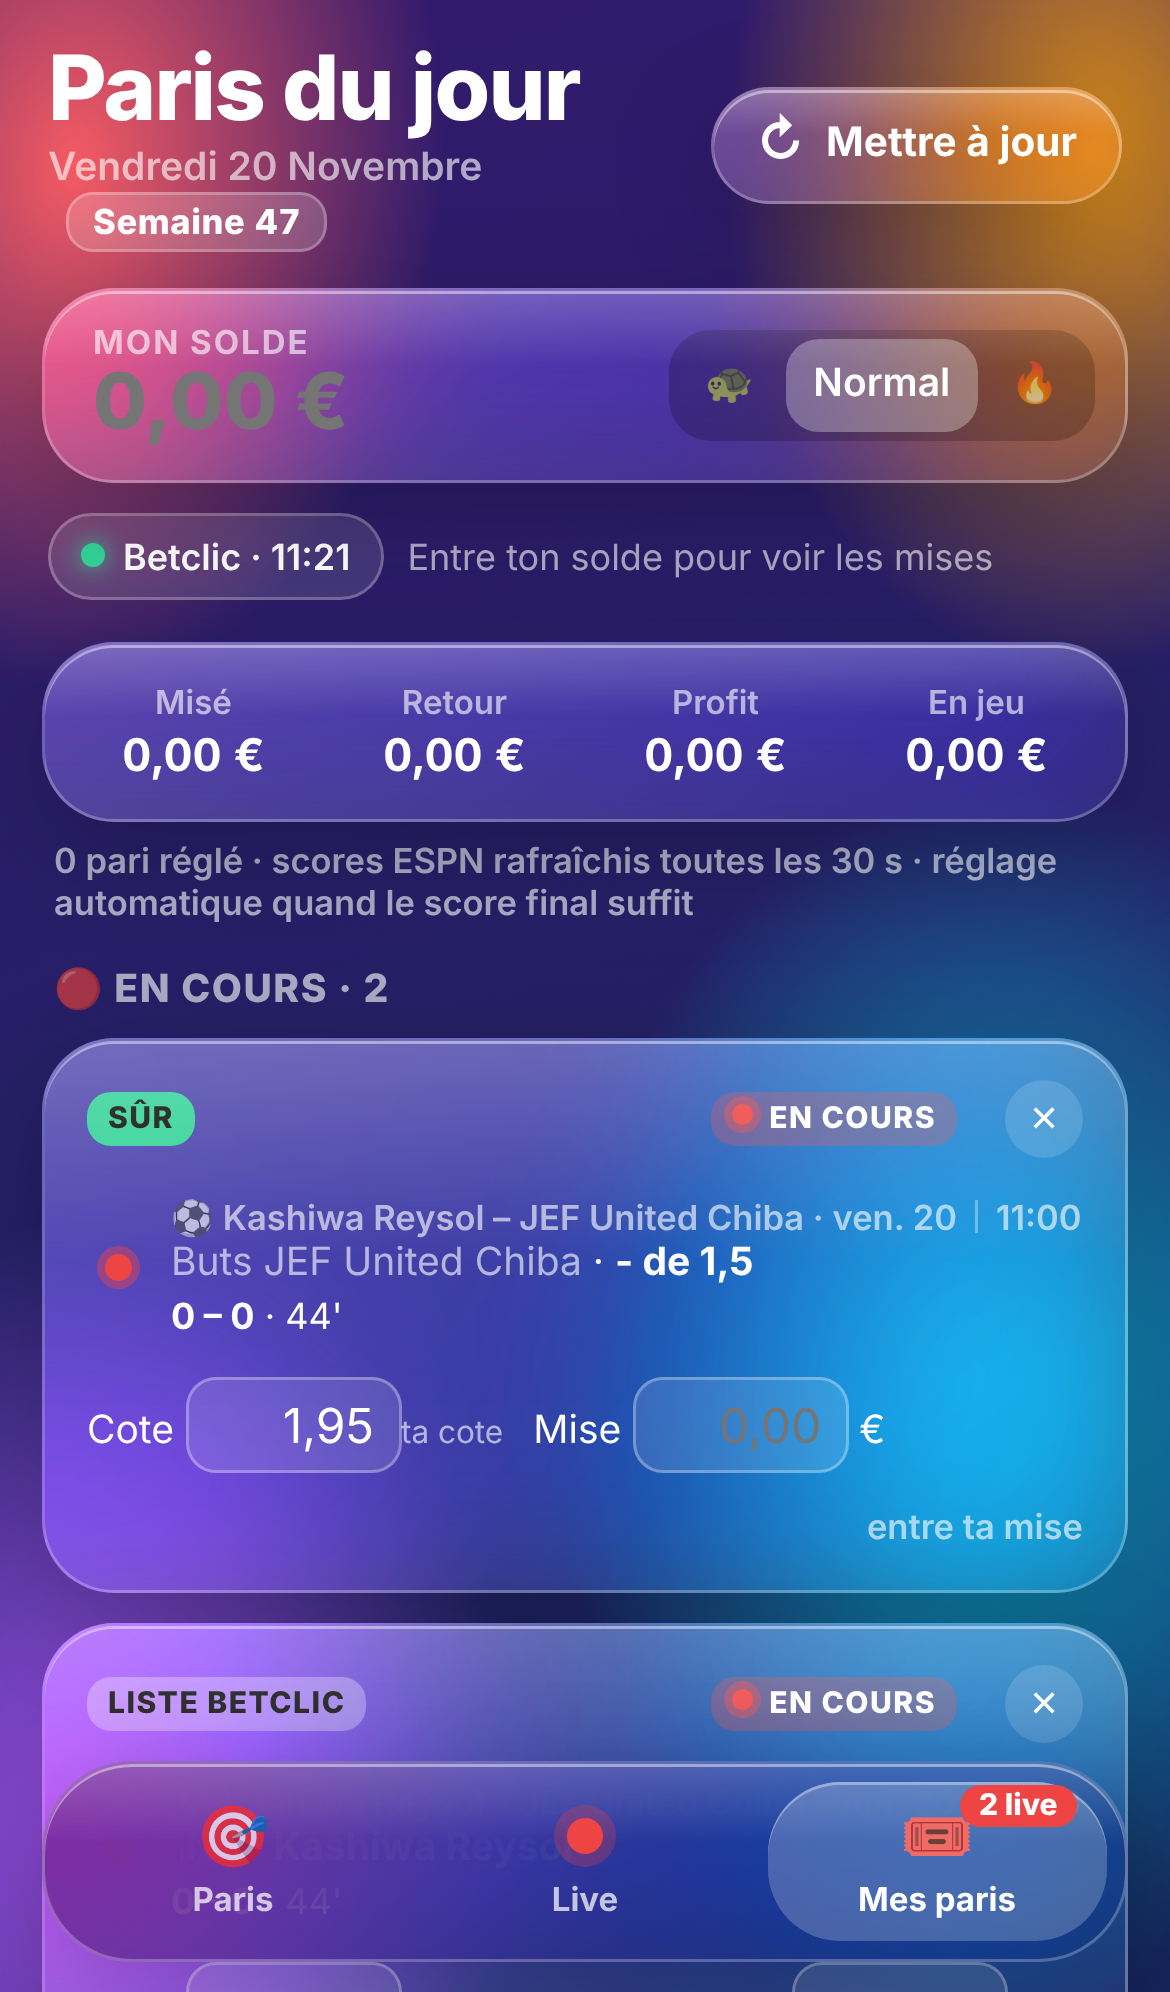 Paris du jour
Vendredi 20 Novembre
Semaine 47
Mettre à jour
MON SOLDE
0,00 €
Normal
Betclic · 11:21
Entre ton solde pour voir les mises
Misé Retour Profit En jeu
0,00 € 0,00 € 0,00 € 0,00 €
0 pari réglé · scores ESPN rafraîchis toutes les 30 s · réglage
automatique quand le score final suffit
EN COURS · 2
SÛR
EN COURS
Kashiwa Reysol – JEF United Chiba · ven. 20 | 11:00
Buts JEF United Chiba · - de 1,5
0 – 0 · 44'
Cote 1,95 ta cote Mise 0,00 €
entre ta mise
LISTE BETCLIC
EN COURS
Kashiwa Reysol
44'
2 live
Paris Live Mes paris